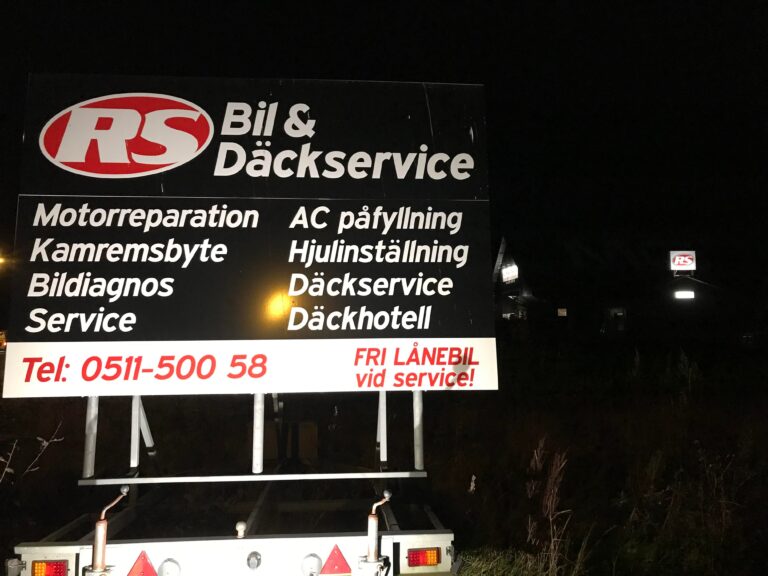 RS Bil &
Däckservice
Motorreparation
Kamremsbyte
Bildiagnos
Service
AC påfyllning
Hjulinställning
Däckservice
Däckhotell
Tel: 0511-500 58
FRI LÅNEBIL
vid service!
RS